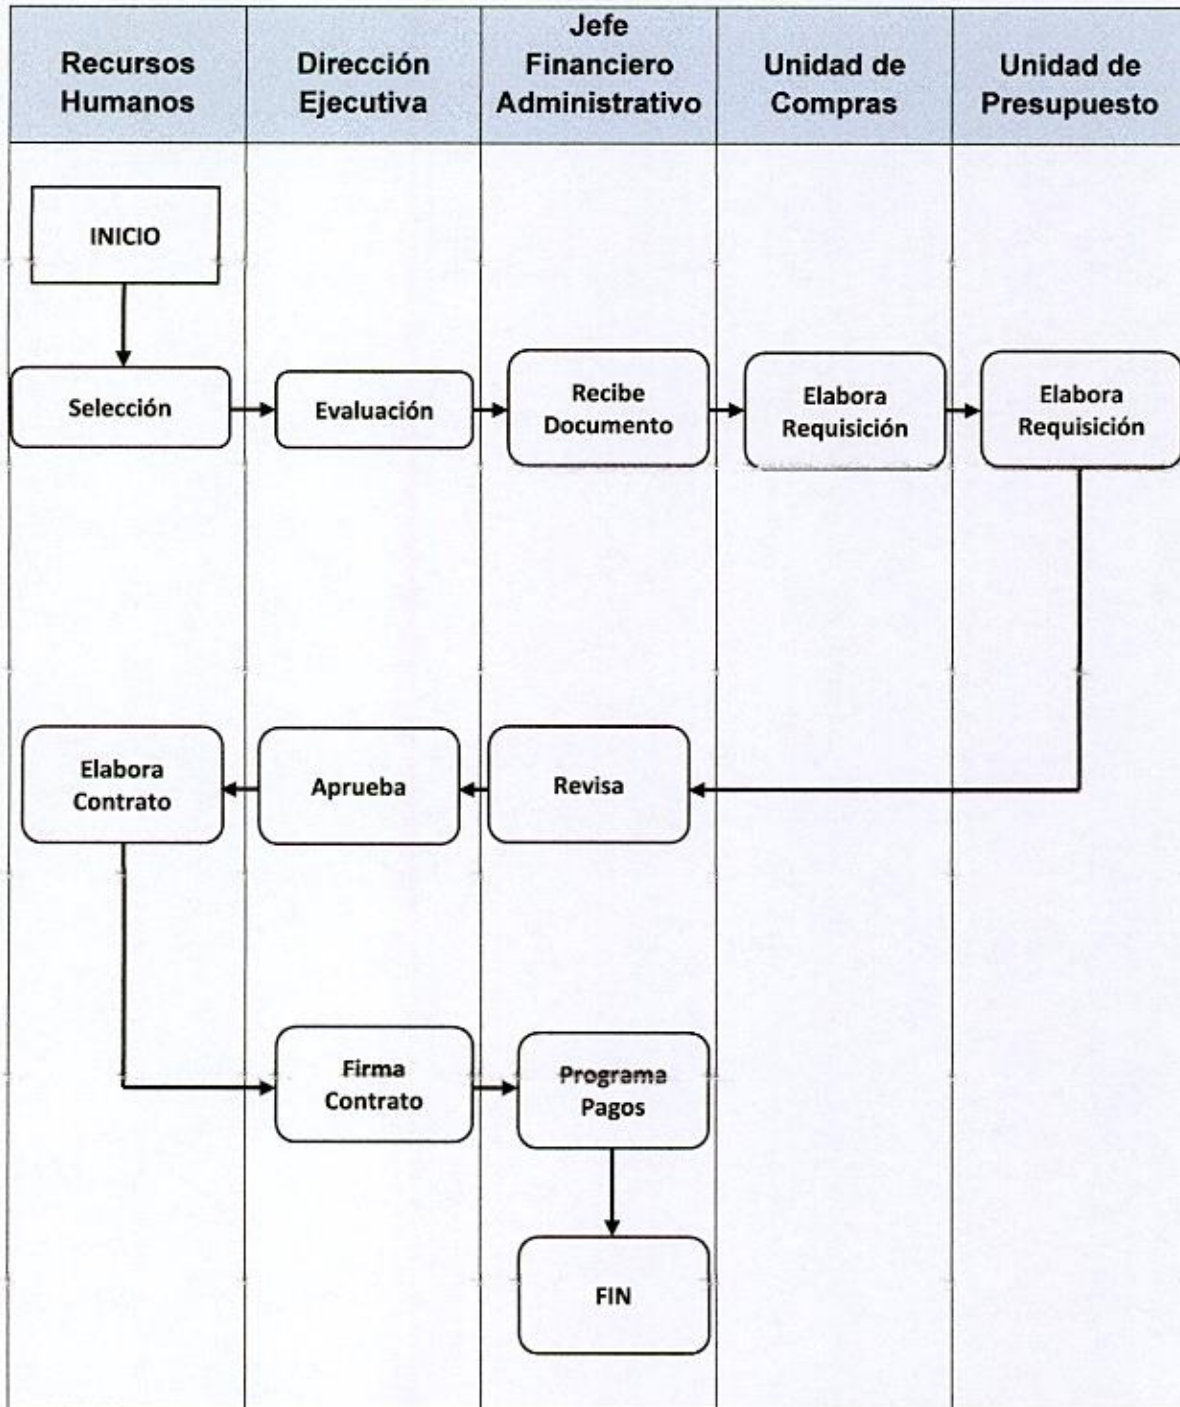 Recursos
Humanos
Dirección
Ejecutiva
Jefe
Financiero
Administrativo
Unidad de
Compras
Unidad de
Presupuesto
INICIO
Selección
Evaluación
Recibe
Documento
Elabora
Requisición
Elabora
Requisición
Elabora
Contrato
Aprueba
Revisa
Firma
Contrato
Programa
Pagos
FIN